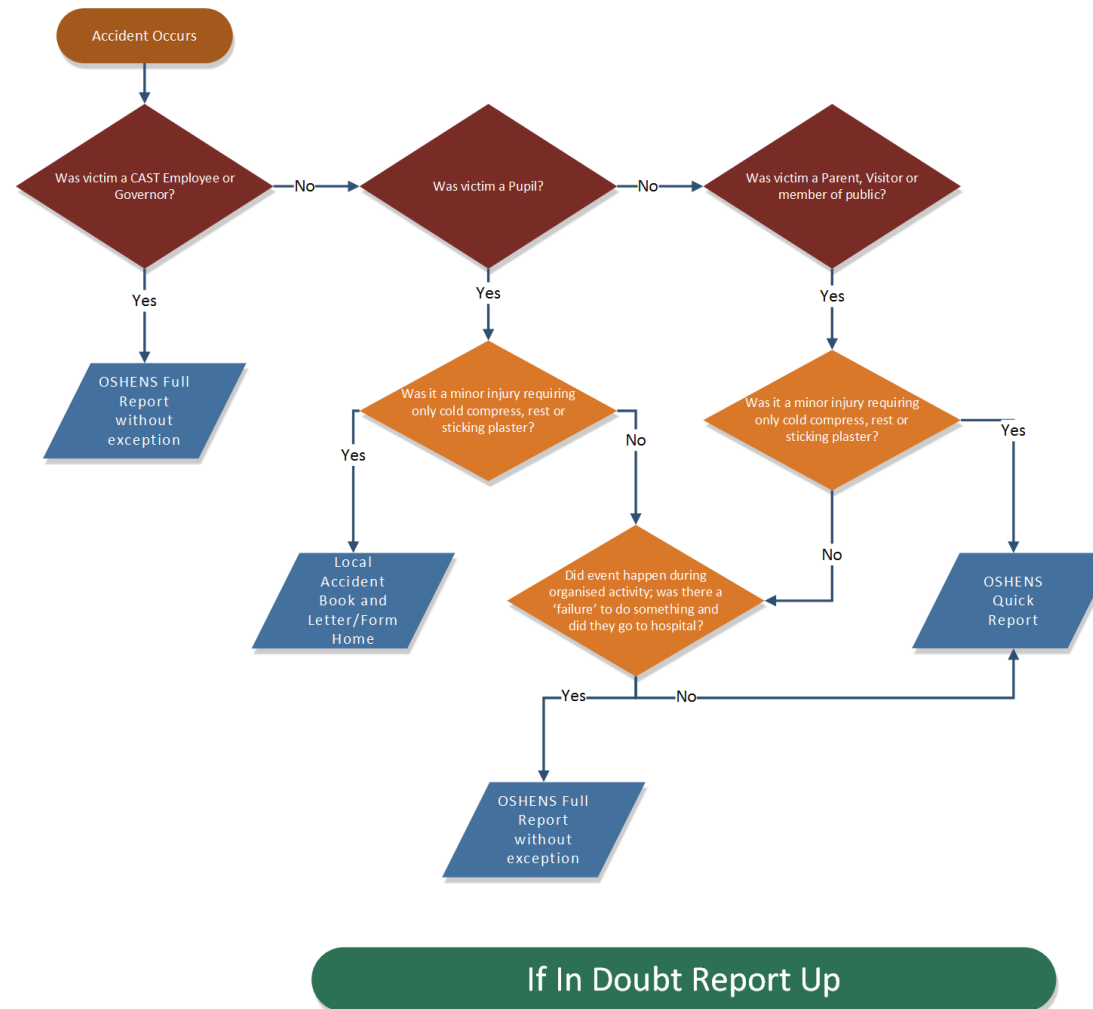 Accident Occurs
Was victim a CAST Employee or
Governor?
No
Was victim a Pupil?
No
Was victim a Parent, Visitor or
member of public?
Yes
Yes
Yes
OSHENS Full
Report
without
exception
Was it a minor injury requiring
only cold compress, rest or
sticking plaster?
Was it a minor injury requiring
only cold compress, rest or
sticking plaster?
Yes
No
Yes
Local
Accident
Book and
Letter/Form
Home
Did event happen during
organised activity; was there a
‘failure’ to do something and
did they go to hospital?
No
OSHENS
Quick
Report
Yes
No
OSHENS Full
Report
without
exception
If In Doubt Report Up